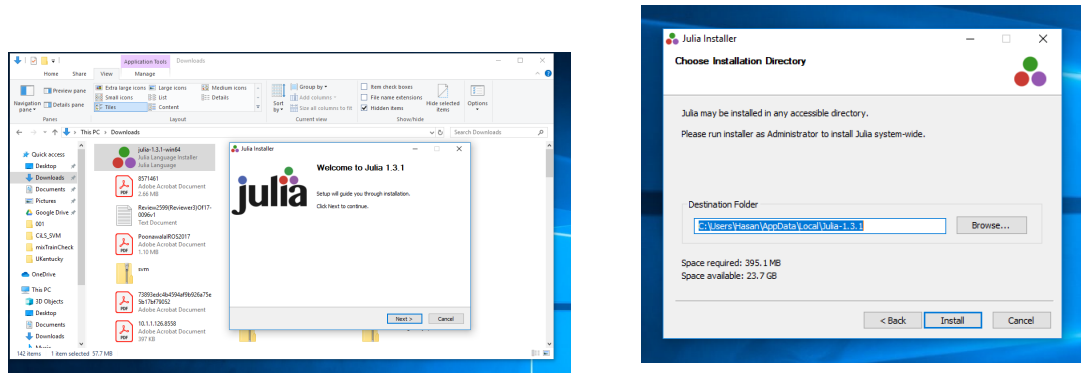 Application Tools Downloads
Home Share View Manage
Navigation pane
Preview pane
Details pane
Panes
Extra large icons Large icons Medium icons
Small icons List Details
Tiles Content
Layout
Sort by
Group by
Add columns
Size all columns to fit
Current view
Item check boxes
File name extensions
Hidden items
Hide selected items
Show/hide
Options
This PC > Downloads
Search Downloads
Quick access
Desktop
Downloads
Documents
Pictures
Google Drive
001
CiLS_SVM
mixTrainCheck
UKentucky
OneDrive
This PC
3D Objects
Desktop
Documents
Downloads
julia-1.3.1-win64
Julia Language Installer
Julia Language
8571461
Adobe Acrobat Document
2.66 MB
Review2599(Reviewer3)Of17-
0096v1
Text Document
PoonawalaIROS2017
Adobe Acrobat Document
1.10 MB
svm
Adobe Acrobat Document
10.1.1.126.8558
Adobe Acrobat Document
397 KB
142 items 1 item selected 57.7 MB
Julia Installer
julia
Welcome to Julia 1.3.1
Setup will guide you through installation.
Click Next to continue.
Next > Cancel
Julia Installer
Choose Installation Directory
Julia may be installed in any accessible directory.
Please run installer as Administrator to install Julia system-wide.
Destination Folder
C:\Users\Hasan\AppData\Local\Julia-1.3.1
Browse...
Space required: 395.1 MB
Space available: 23.7 GB
< Back Install Cancel